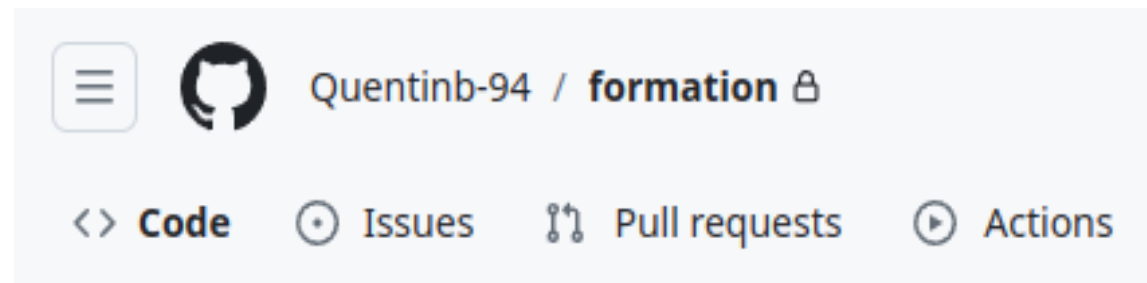 Quentinb-94 / formation
Code Issues Pull requests Actions